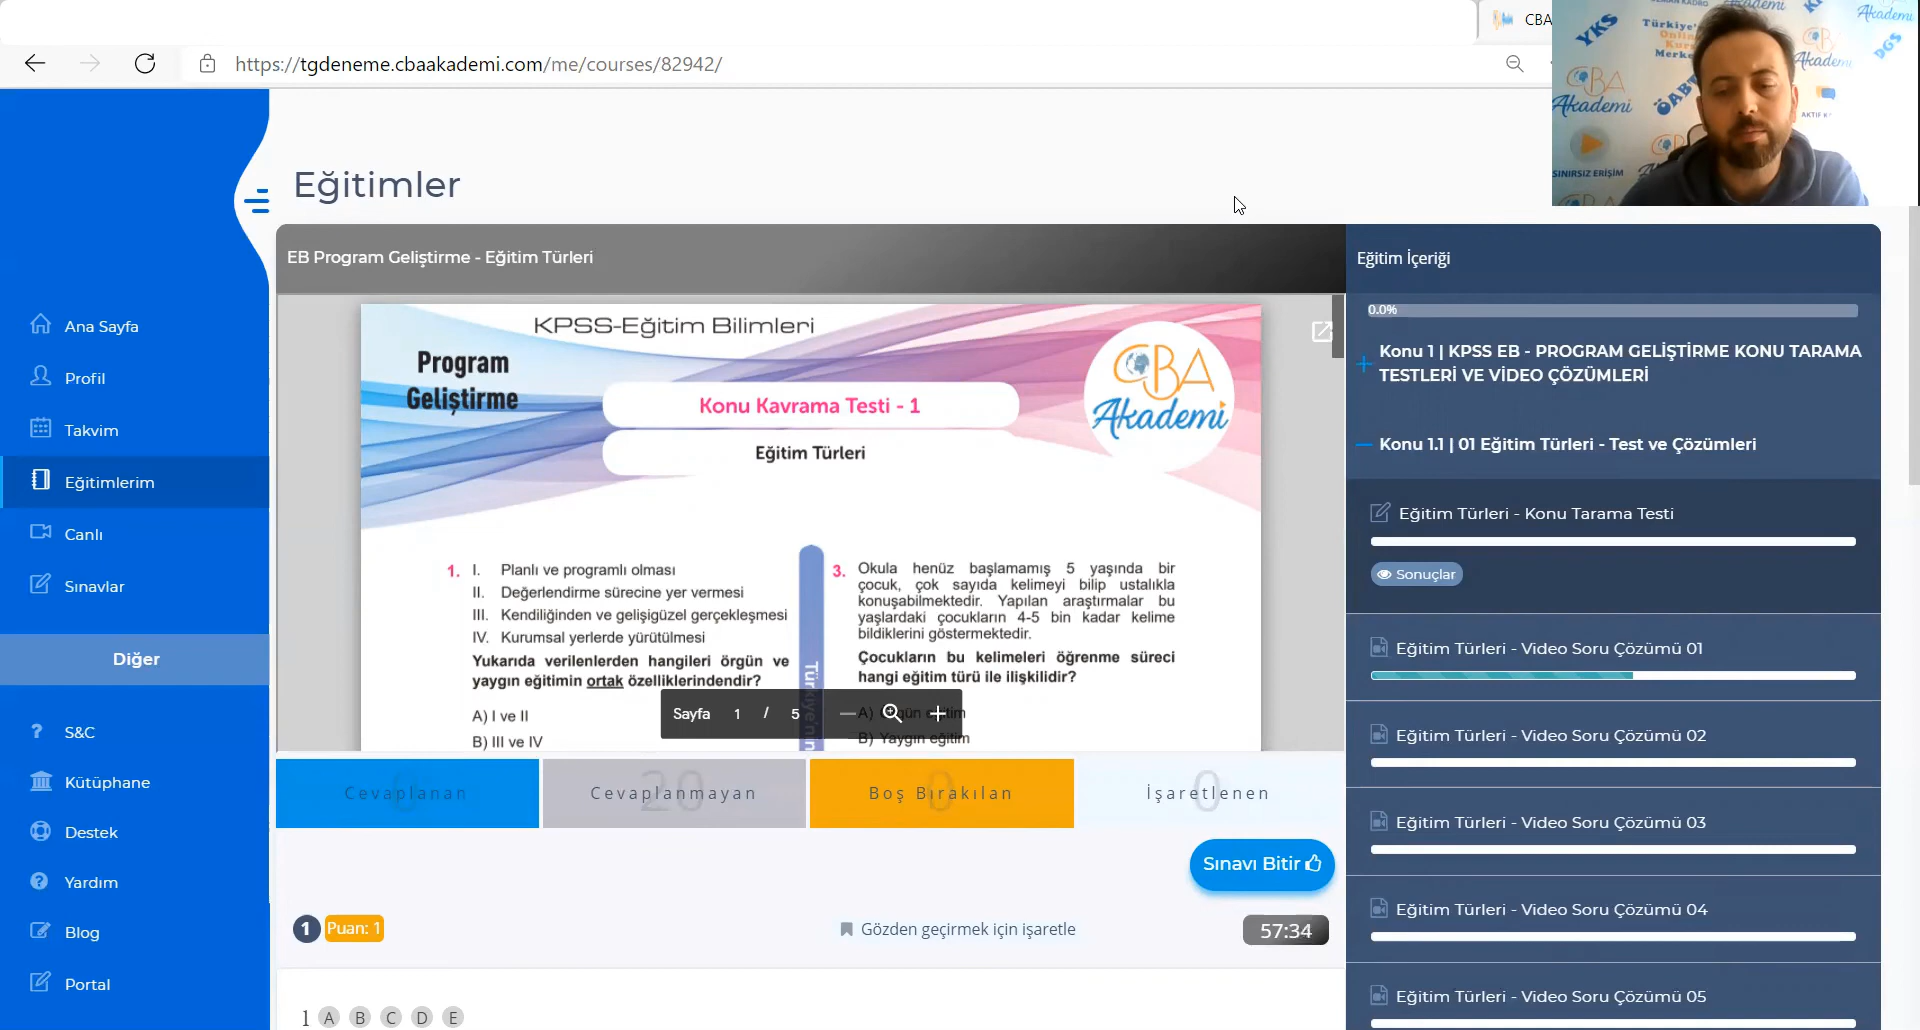 CBA
https://tgdeneme.cbaakademi.com/me/courses/82942/
YKS
Akademi
DGS
CBA
Akademi
ÖABT
SINIRSIZ ERİŞİM
Eğitimler
Ana Sayfa
Profil
Takvim
Eğitimlerim
Canlı
Sınavlar
Diğer
S&C
Kütüphane
Destek
Yardım
Blog
Portal
EB Program Geliştirme - Eğitim Türleri
KPSS-Eğitim Bilimleri
Program
Geliştirme
Konu Kavrama Testi - 1
Eğitim Türleri
CBA
Akademi
1. I. Planlı ve programlı olması
II. Değerlendirme sürecine yer vermesi
III. Kendiliğinden ve gelişigüzel gerçekleşmesi
IV. Kurumsal yerlerde yürütülmesi
Yukarıda verilenlerden hangileri örgün ve
yaygın eğitimin ortak özelliklerindendir?
A) I ve II
B) III ve IV
Türkiye'nin
3. Okula henüz başlamamış 5 yaşında bir
çocuk, çok sayıda kelimeyi bilip ustalıkla
konuşabilmektedir. Yapılan araştırmalar bu
yaşlardaki çocukların 4-5 bin kadar kelime
bildiklerini göstermektedir.
Çocukların bu kelimeleri öğrenme süreci
hangi eğitim türü ile ilişkilidir?
A) Örgün eğitim
B) Yaygın eğitim
Sayfa 1 / 5
0 Cevaplanan
20 Cevaplanmayan
0 Boş Bırakılan
0 İşaretlenen
Sınavı Bitir
1 Puan: 1
Gözden geçirmek için işaretle
57:34
1 A B C D E
Eğitim İçeriği
0.0%
Konu 1 | KPSS EB - PROGRAM GELİŞTİRME KONU TARAMA
TESTLERİ VE VİDEO ÇÖZÜMLERİ
Konu 1.1 | 01 Eğitim Türleri - Test ve Çözümleri
Eğitim Türleri - Konu Tarama Testi
Sonuçlar
Eğitim Türleri - Video Soru Çözümü 01
Eğitim Türleri - Video Soru Çözümü 02
Eğitim Türleri - Video Soru Çözümü 03
Eğitim Türleri - Video Soru Çözümü 04
Eğitim Türleri - Video Soru Çözümü 05